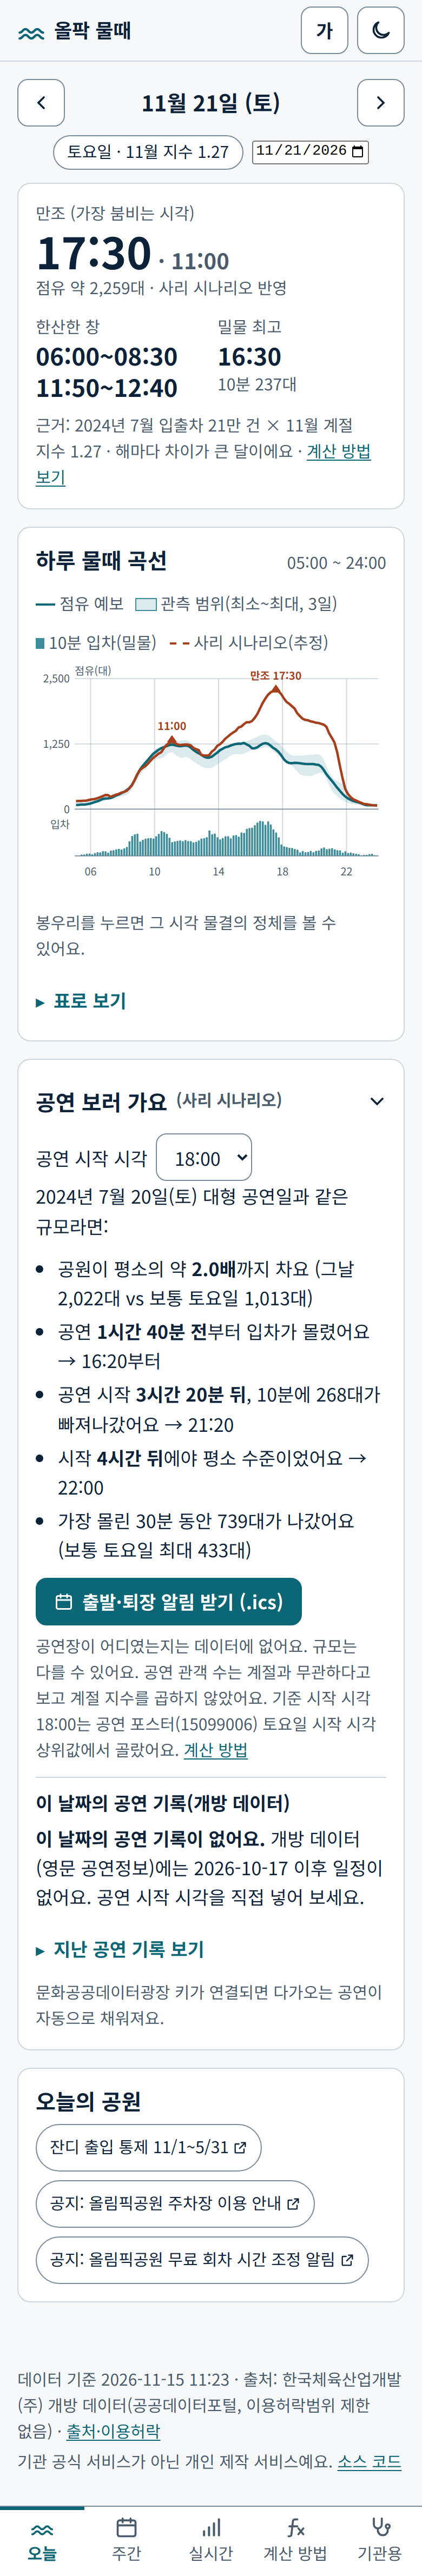 올팍 물때
가
11월 21일 (토)
토요일 · 11월 지수 1.27
11/21/2026
만조 (가장 붐비는 시각)
17:30 · 11:00
점유 약 2,259대 · 사리 시나리오 반영
한산한 창
밀물 최고
06:00~08:30
16:30
11:50~12:40
10분 237대
근거: 2024년 7월 입출차 21만 건 × 11월 계절
지수 1.27 · 해마다 차이가 큰 달이에요 · 계산 방법
보기
하루 물때 곡선
05:00 ~ 24:00
점유 예보
관측 범위(최소~최대, 3일)
10분 입차(밀물)
사리 시나리오(추정)
점유(대)
2,500
만조 17:30
11:00
1,250
0
입차
06 10 14 18 22
봉우리를 누르면 그 시각 물결의 정체를 볼 수
있어요.
▸ 표로 보기
공연 보러 가요 (사리 시나리오)
공연 시작 시각 18:00
2024년 7월 20일(토) 대형 공연일과 같은
규모라면:
• 공원이 평소의 약 2.0배까지 차요 (그날
2,022대 vs 보통 토요일 1,013대)
• 공연 1시간 40분 전부터 입차가 몰렸어요
→ 16:20부터
• 공연 시작 3시간 20분 뒤, 10분에 268대가
빠져나갔어요 → 21:20
• 시작 4시간 뒤에야 평소 수준이었어요 →
22:00
• 가장 몰린 30분 동안 739대가 나갔어요
(보통 토요일 최대 433대)
출발·퇴장 알림 받기 (.ics)
공연장이 어디였는지는 데이터에 없어요. 규모는
다를 수 있어요. 공연 관객 수는 계절과 무관하다고
보고 계절 지수를 곱하지 않았어요. 기준 시작 시각
18:00는 공연 포스터(15099006) 토요일 시작 시각
상위값에서 골랐어요. 계산 방법
이 날짜의 공연 기록(개방 데이터)
이 날짜의 공연 기록이 없어요. 개방 데이터
(영문 공연정보)에는 2026-10-17 이후 일정이
없어요. 공연 시작 시각을 직접 넣어 보세요.
▸ 지난 공연 기록 보기
문화공공데이터광장 키가 연결되면 다가오는 공연이
자동으로 채워져요.
오늘의 공원
잔디 출입 통제 11/1~5/31
공지: 올림픽공원 주차장 이용 안내
공지: 올림픽공원 무료 회차 시간 조정 알림
데이터 기준 2026-11-15 11:23 · 출처: 한국체육산업개발
(주) 개방 데이터(공공데이터포털, 이용허락범위 제한
없음) · 출처·이용허락
기관 공식 서비스가 아닌 개인 제작 서비스예요. 소스 코드
오늘 주간 실시간 계산 방법 기관용